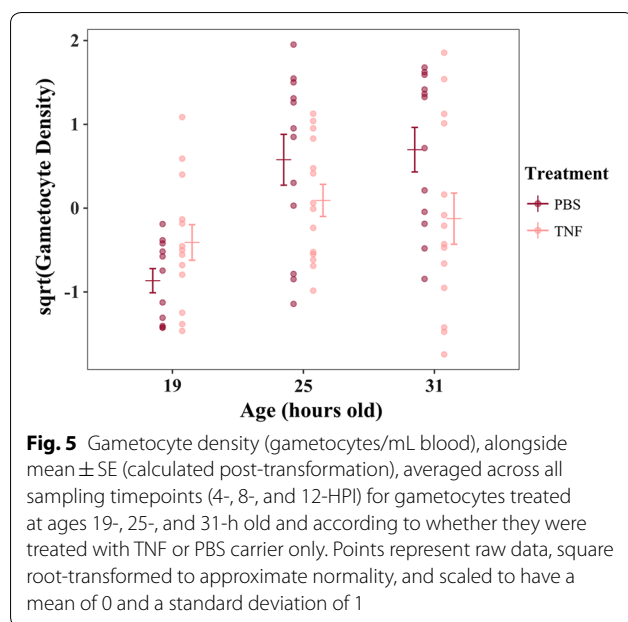 2
1
0
-1
sqrt(Gametocyte Density)
19
25
31
Age (hours old)
Treatment
PBS
TNF
Fig. 5 Gametocyte density (gametocytes/mL blood), alongside
mean ± SE (calculated post-transformation), averaged across all
sampling timepoints (4-, 8-, and 12-HPI) for gametocytes treated
at ages 19-, 25-, and 31-h old and according to whether they were
treated with TNF or PBS carrier only. Points represent raw data, square
root-transformed to approximate normality, and scaled to have a
mean of 0 and a standard deviation of 1